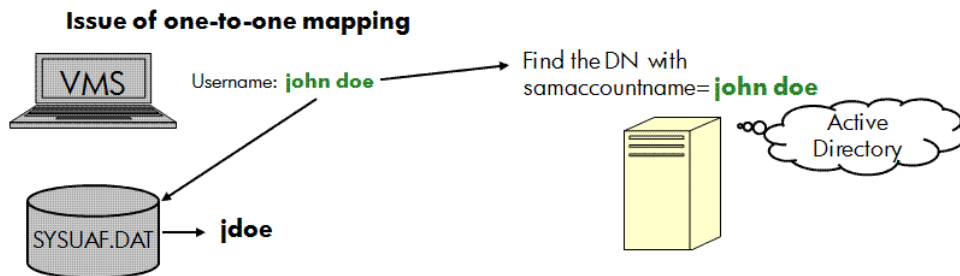 Issue of one-to-one mapping
VMS
Username: john doe
Find the DN with
samaccountname= john doe
Active
Directory
SYSUAF.DAT
jdoe